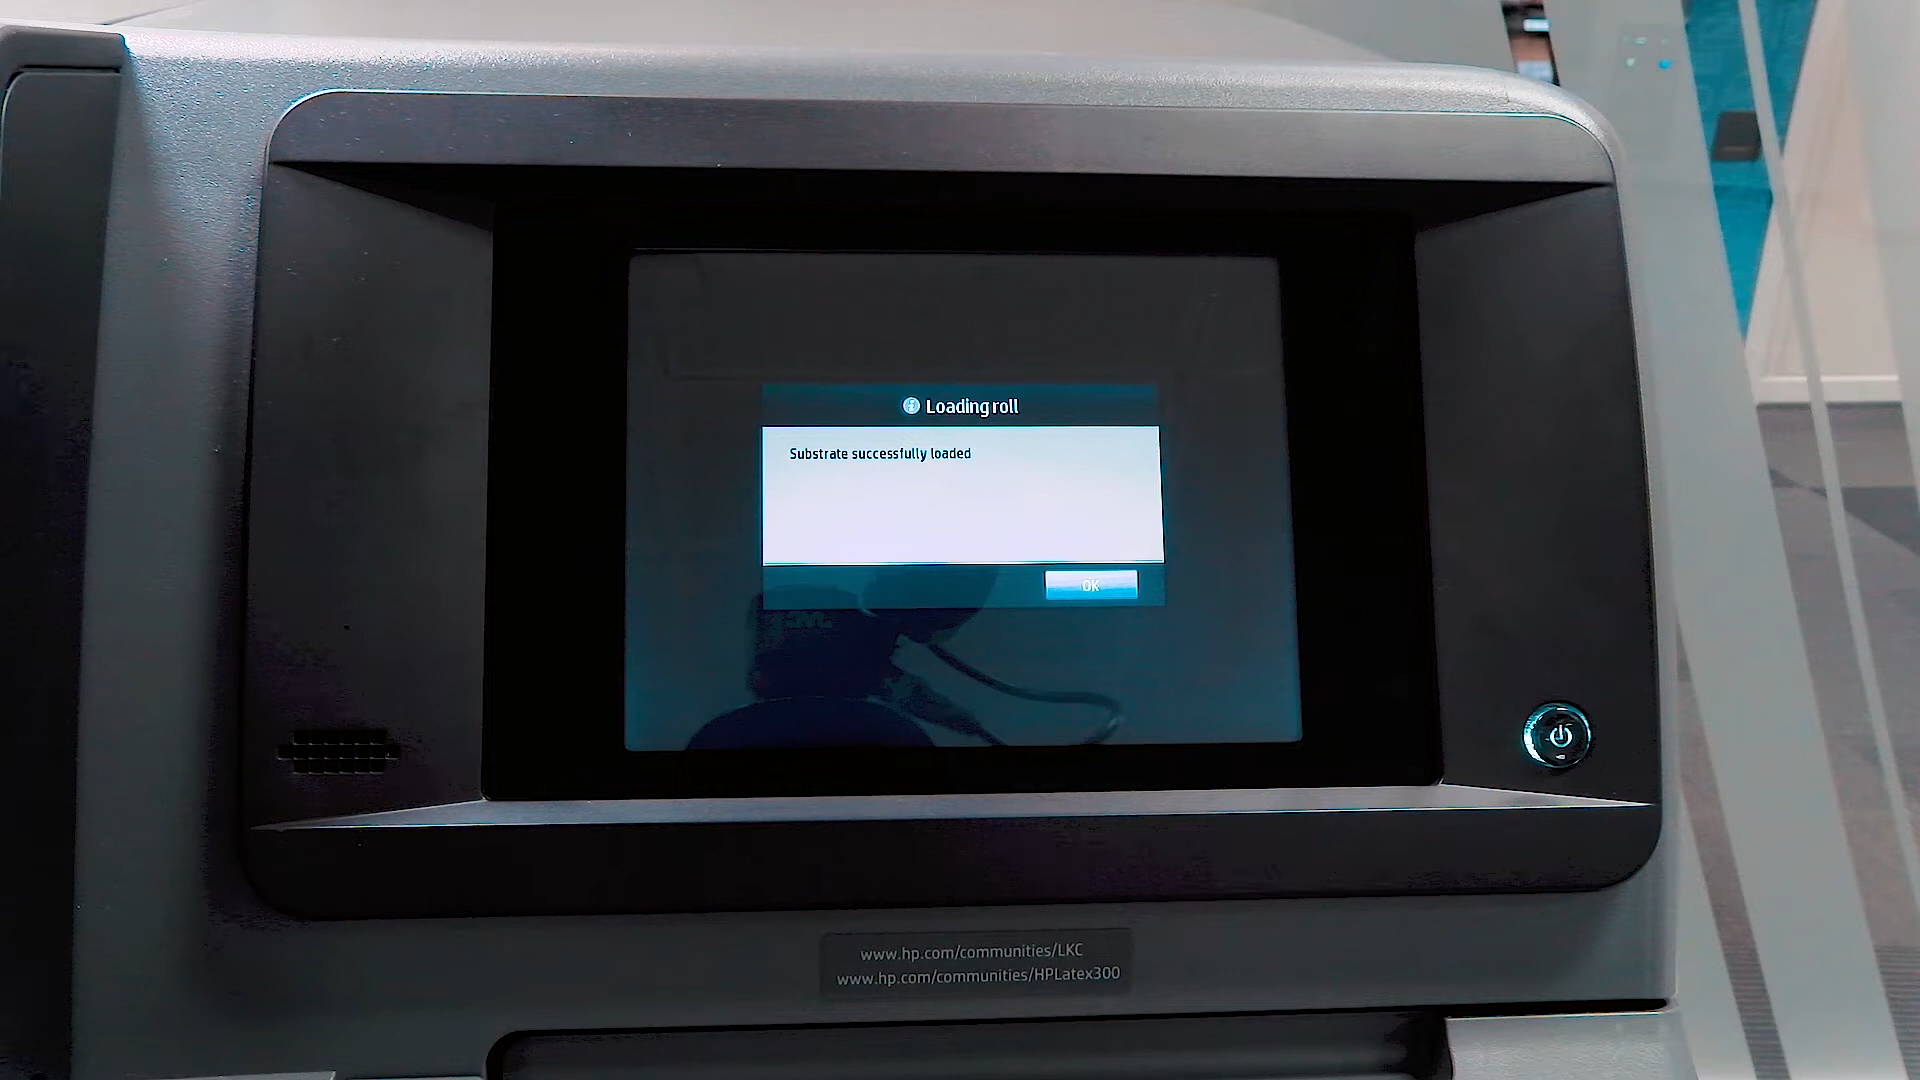 Loading roll
Substrate successfully loaded
OK
www.hp.com/communities/LKC
www.hp.com/communities/HPLatex300